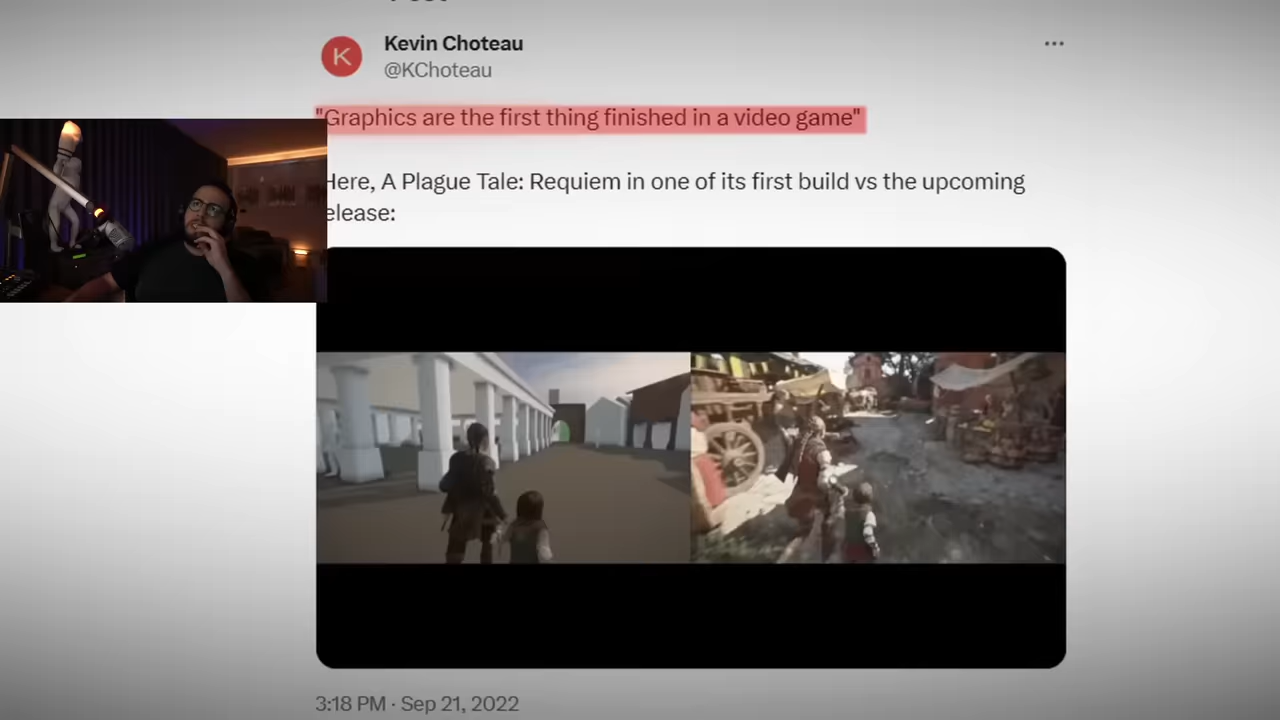 Kevin Choteau
@KChoteau
"Graphics are the first thing finished in a video game"
Here, A Plague Tale: Requiem in one of its first build vs the upcoming
elease:
3:18 PM · Sep 21, 2022